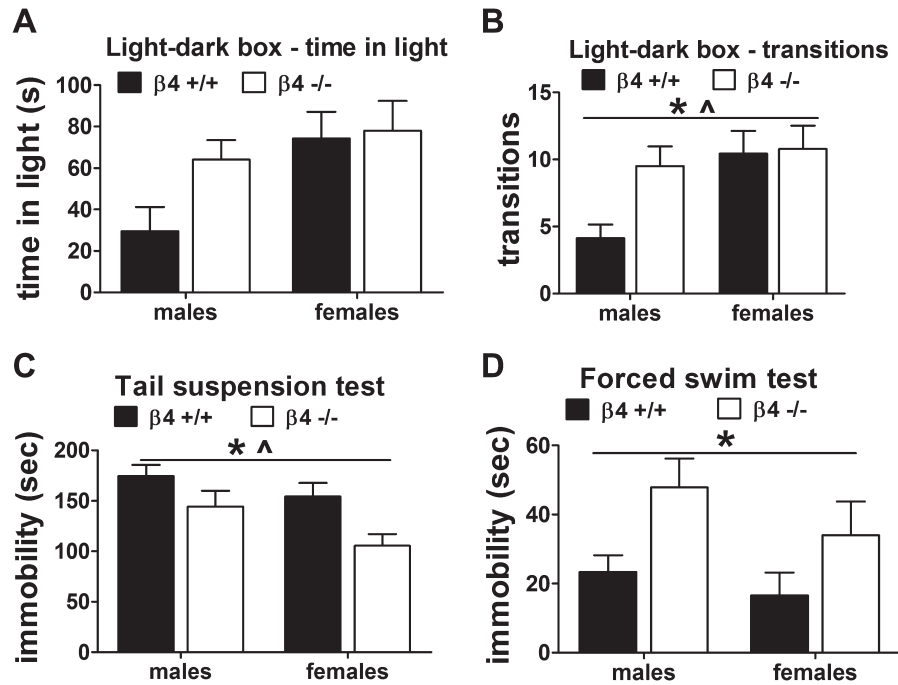 A
Light-dark box - time in light
β4 +/+ β4 -/-
time in light (s)
100
80
60
40
20
0
males females
B
Light-dark box - transitions
β4 +/+ β4 -/-
* ^
transitions
15
10
5
0
males females
C
Tail suspension test
β4 +/+ β4 -/-
* ^
immobility (sec)
200
150
100
50
0
males females
D
Forced swim test
β4 +/+ β4 -/-
*
immobility (sec)
60
40
20
0
males females